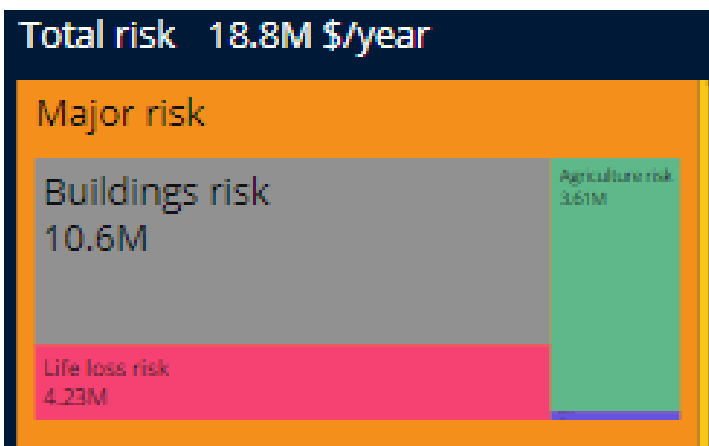 Total risk 18.8M $/year
Major risk
Buildings risk
10.6M
Agriculture risk
3.61M
Life loss risk
4.23M